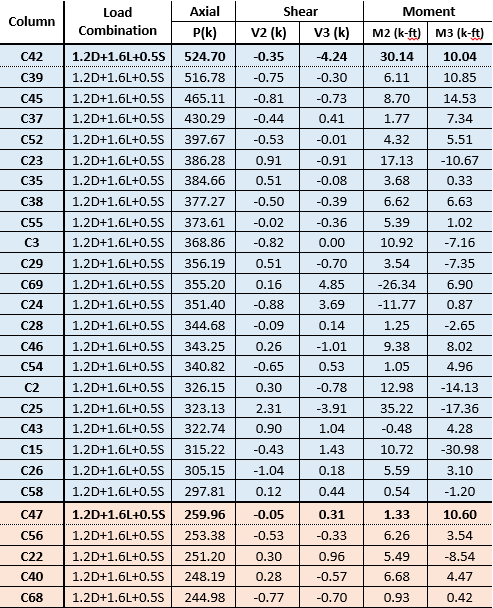 Column Load Combination Axial Shear Moment
P(k) V2 (k) V3 (k) M2 (k-ft) M3 (k-ft)
C42 1.2D+1.6L+0.5S 524.70 -0.35 -4.24 30.14 10.04
C39 1.2D+1.6L+0.5S 516.78 -0.75 -0.30 6.11 10.85
C45 1.2D+1.6L+0.5S 465.11 -0.81 -0.73 8.70 14.53
C37 1.2D+1.6L+0.5S 430.29 -0.44 0.41 1.77 7.34
C52 1.2D+1.6L+0.5S 397.67 -0.53 -0.01 4.32 5.51
C23 1.2D+1.6L+0.5S 386.28 0.91 -0.91 17.13 -10.67
C35 1.2D+1.6L+0.5S 384.66 0.51 -0.08 3.68 0.33
C38 1.2D+1.6L+0.5S 377.27 -0.50 -0.39 6.62 6.63
C55 1.2D+1.6L+0.5S 373.61 -0.02 -0.36 5.39 1.02
C3 1.2D+1.6L+0.5S 368.86 -0.82 0.00 10.92 -7.16
C29 1.2D+1.6L+0.5S 356.19 0.51 -0.70 3.54 -7.35
C69 1.2D+1.6L+0.5S 355.20 0.16 4.85 -26.34 6.90
C24 1.2D+1.6L+0.5S 351.40 -0.88 3.69 -11.77 0.87
C28 1.2D+1.6L+0.5S 344.68 -0.09 0.14 1.25 -2.65
C46 1.2D+1.6L+0.5S 343.25 0.26 -1.01 9.38 8.02
C54 1.2D+1.6L+0.5S 340.82 -0.65 0.53 1.05 4.96
C2 1.2D+1.6L+0.5S 326.15 0.30 -0.78 12.98 -14.13
C25 1.2D+1.6L+0.5S 323.13 2.31 -3.91 35.22 -17.36
C43 1.2D+1.6L+0.5S 322.74 0.90 1.04 -0.48 4.28
C15 1.2D+1.6L+0.5S 315.22 -0.43 1.43 10.72 -30.98
C26 1.2D+1.6L+0.5S 305.15 -1.04 0.18 5.59 3.10
C58 1.2D+1.6L+0.5S 297.81 0.12 0.44 0.54 -1.20
C47 1.2D+1.6L+0.5S 259.96 -0.05 0.31 1.33 10.60
C56 1.2D+1.6L+0.5S 253.38 -0.53 -0.33 6.26 3.54
C22 1.2D+1.6L+0.5S 251.20 0.30 0.96 5.49 -8.54
C40 1.2D+1.6L+0.5S 248.19 0.28 -0.57 6.68 4.47
C68 1.2D+1.6L+0.5S 244.98 -0.77 -0.70 0.93 0.42